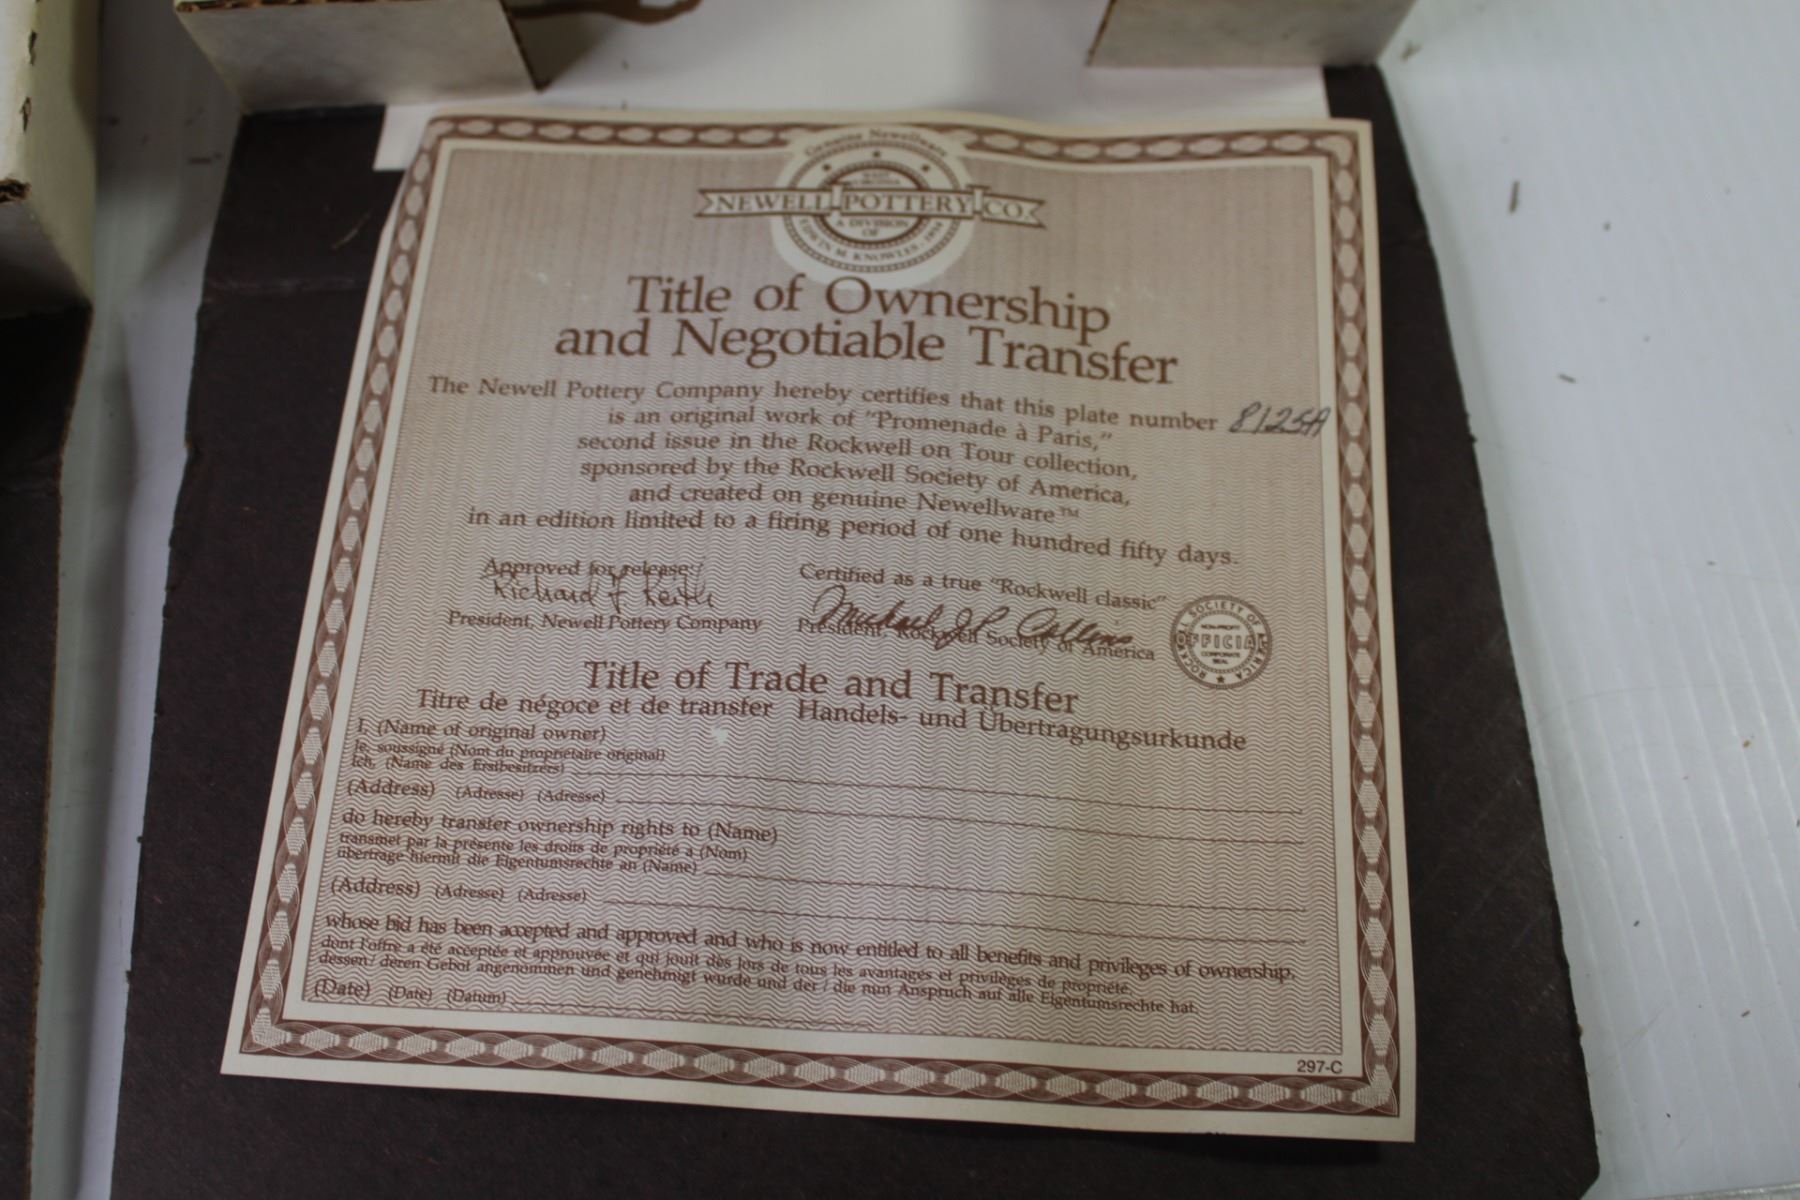 Genuine Newellware
WEST
VIRGINIA
NEWELL POTTERY CO.
A DIVISION
OF
EDWIN M. KNOWLES
Title of Ownership
and Negotiable Transfer
The Newell Pottery Company hereby certifies that this plate number 8125A
is an original work of "Promenade à Paris,"
second issue in the Rockwell on Tour collection,
sponsored by the Rockwell Society of America,
and created on genuine Newellware™
in an edition limited to a firing period of one hundred fifty days.
Approved for release:
Richard F Keith
President, Newell Pottery Company
Certified as a true "Rockwell classic"
Michael J P Collins
President, Rockwell Society of America
ROCKWELL SOCIETY OF AMERICA
NON-PROFIT
OFFICIAL
CORPORATE
SEAL
Title of Trade and Transfer
Titre de négoce et de transfer Handels- und Übertragungsurkunde
I, (Name of original owner)
Je, soussigné (Nom du propriétaire original)
Ich, (Name des Erstbesitzers)
(Address) (Adresse) (Adresse)
do hereby transfer ownership rights to (Name)
transmet par la présente les droits de propriété à (Nom)
übertrage hiermit die Eigentumsrechte an (Name)
(Address) (Adresse) (Adresse)
whose bid has been accepted and approved and who is now entitled to all benefits and privileges of ownership.
dont l'offre a été acceptée et approuvée et qui jouit dès lors de tous les avantages et privilèges de propriété.
dessen / deren Gebot angenommen und genehmigt wurde und der / die nun Anspruch auf alle Eigentumsrechte hat.
(Date) (Date) (Datum)
297-C